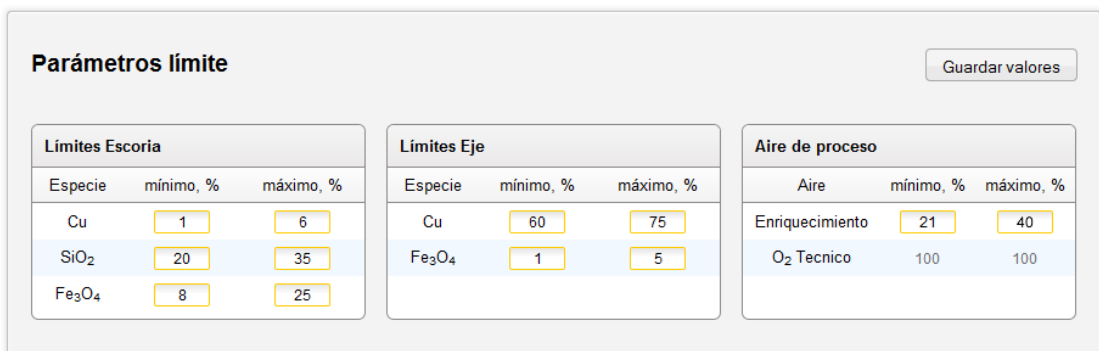 Parámetros límite
Guardar valores
Límites Escoria
Especie mínimo, % máximo, %
Cu 1 6
SiO2 20 35
Fe3O4 8 25
Límites Eje
Especie mínimo, % máximo, %
Cu 60 75
Fe3O4 1 5
Aire de proceso
Aire mínimo, % máximo, %
Enriquecimiento 21 40
O2 Tecnico 100 100